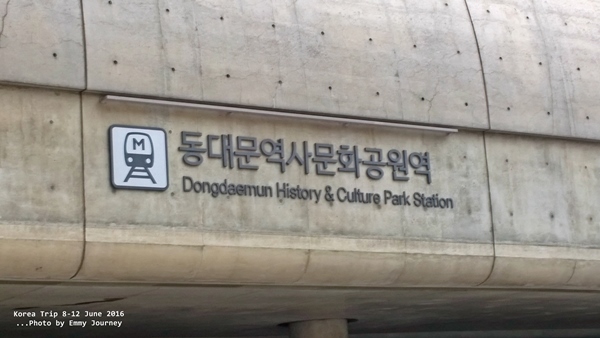 M
동대문역사문화공원역
Dongdaemun History & Culture Park Station
Korea Trip 8-12 June 2016
...Photo by Emmy Journey